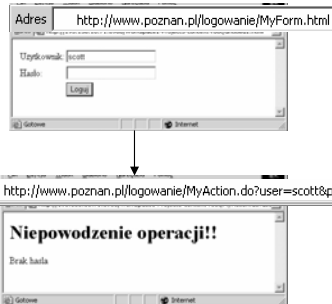 Adres http://www.poznan.pl/logowanie/MyForm.html
Użytkownik: scott
Hasło:
Loguj
Gotowe Internet
http://www.poznan.pl/logowanie/MyAction.do?user=scott&p
Niepowodzenie operacji!!
Brak hasła
Gotowe Internet